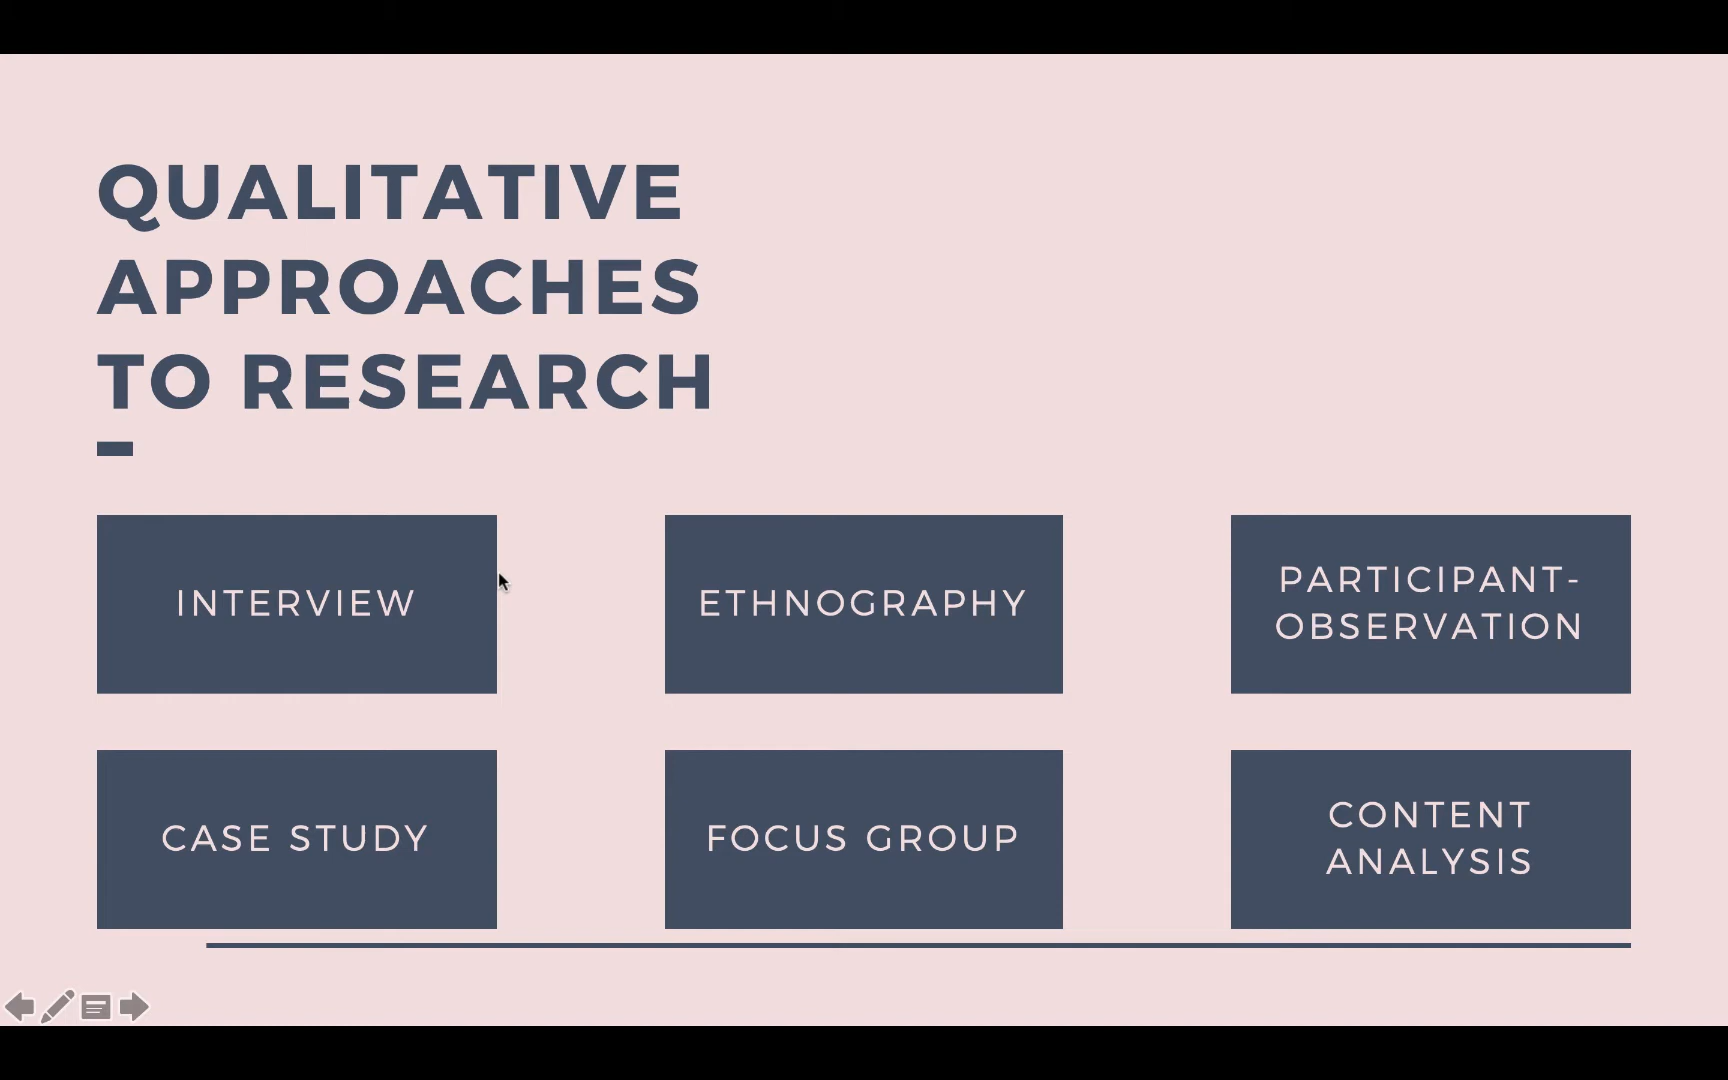 QUALITATIVE
APPROACHES
TO RESEARCH
INTERVIEW
ETHNOGRAPHY
PARTICIPANT-
OBSERVATION
CASE STUDY
FOCUS GROUP
CONTENT
ANALYSIS